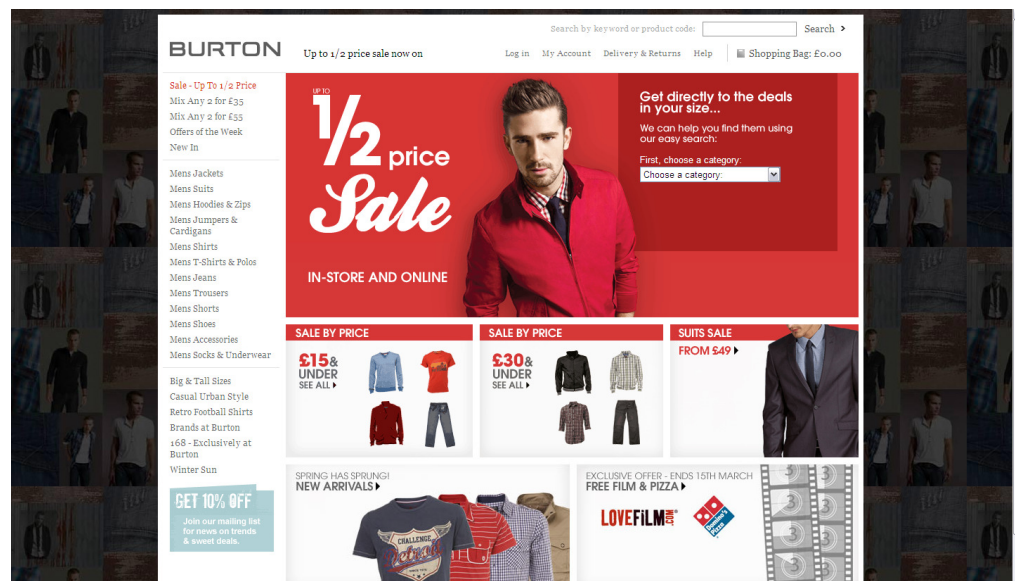 Search by keyword or product code:
Search
BURTON
Up to 1/2 price sale now on
Log in
My Account
Delivery & Returns
Help
Shopping Bag: £0.00
Sale - Up To 1/2 Price
Mix Any 2 for £35
Mix Any 2 for £55
Offers of the Week
New In
Mens Jackets
Mens Suits
Mens Hoodies & Zips
Mens Jumpers &
Cardigans
Mens Shirts
Mens T-Shirts & Polos
Mens Jeans
Mens Trousers
Mens Shorts
Mens Shoes
Mens Accessories
Mens Socks & Underwear
Big & Tall Sizes
Casual Urban Style
Retro Football Shirts
Brands at Burton
168 - Exclusively at
Burton
Winter Sun
GET 10% OFF
Join our mailing list
for news on trends
& sweet deals.
UP TO
1/2 price
Sale
IN-STORE AND ONLINE
Get directly to the deals
in your size...
We can help you find them using
our easy search:
First, choose a category:
Choose a category:
SALE BY PRICE
£15 &
UNDER
SEE ALL
SALE BY PRICE
£30 &
UNDER
SEE ALL
SUITS SALE
FROM £49
SPRING HAS SPRUNG!
NEW ARRIVALS
CHALLENGE
Detroit
EXCLUSIVE OFFER - ENDS 15TH MARCH
FREE FILM & PIZZA
LOVEFiLM.COM
Domino's
Pizza
3
3
3
3
3
3